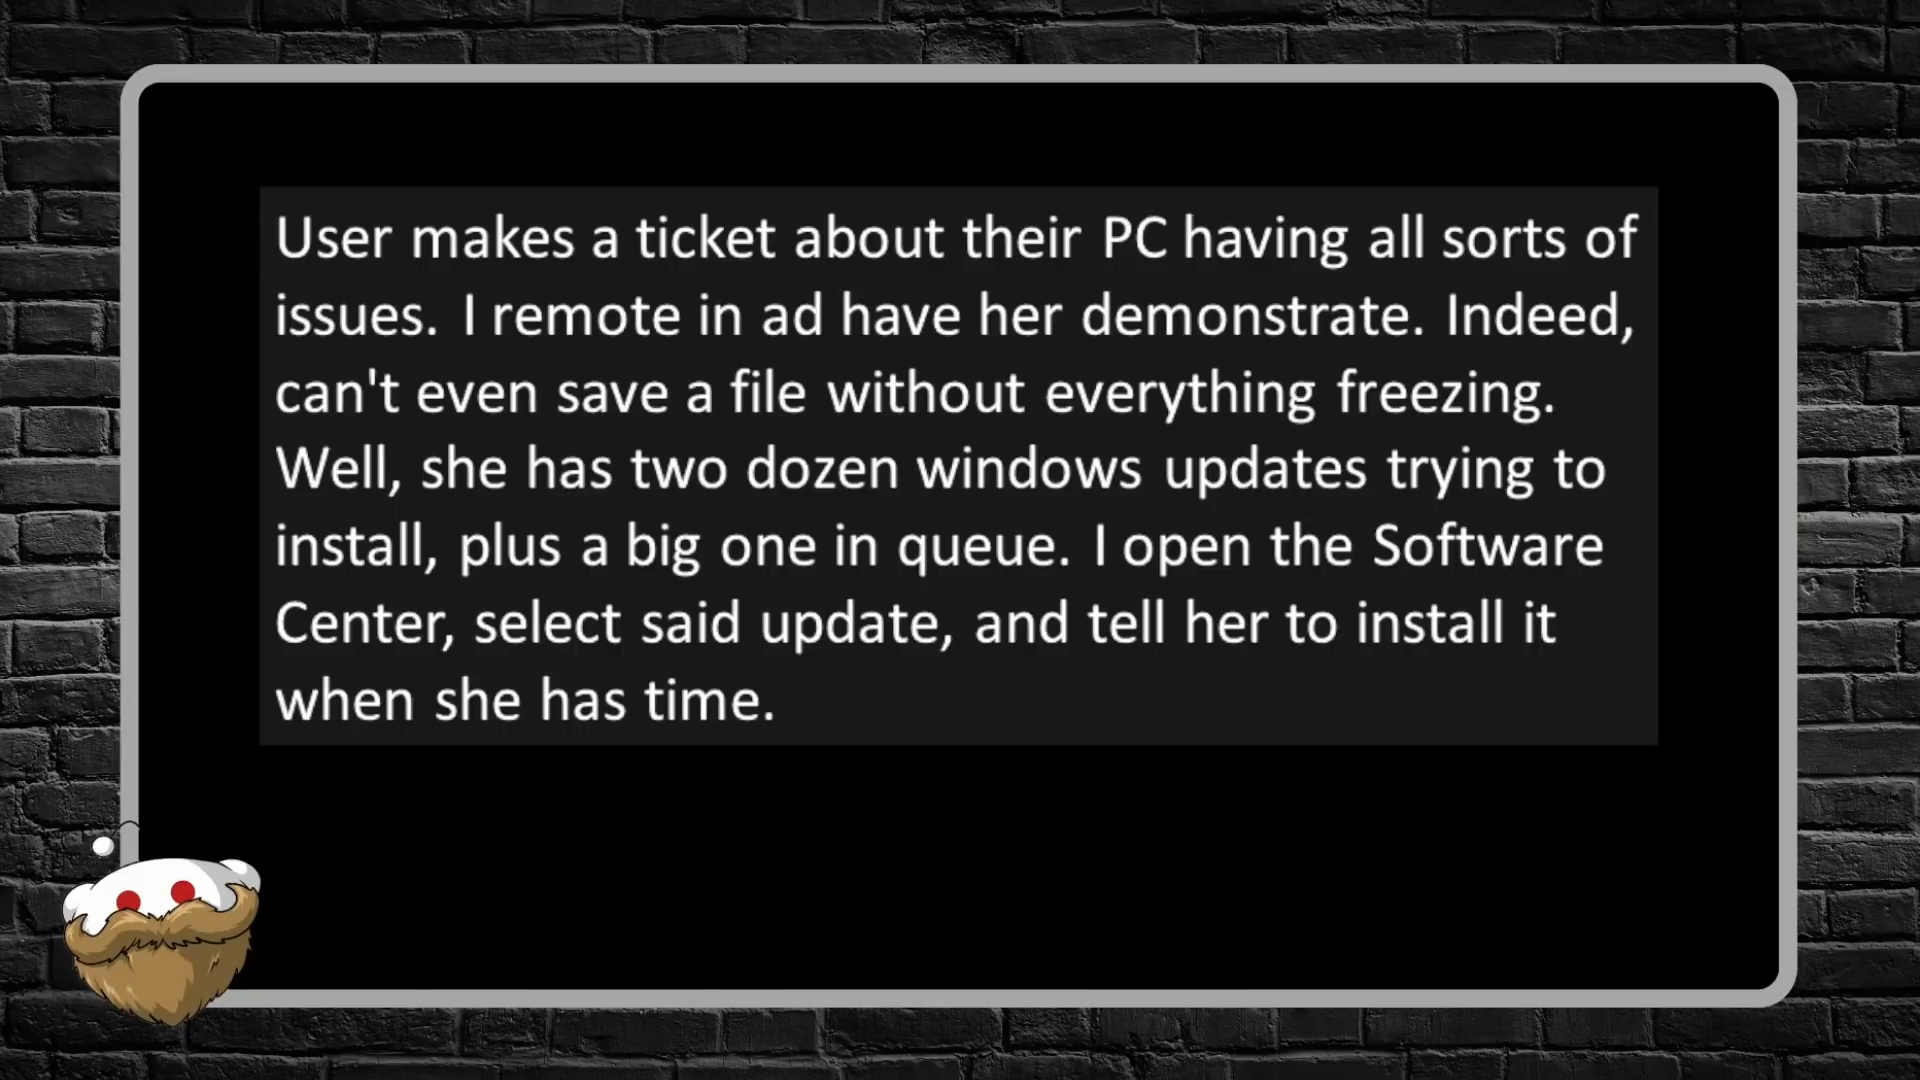 User makes a ticket about their PC having all sorts of
issues. I remote in ad have her demonstrate. Indeed,
can't even save a file without everything freezing.
Well, she has two dozen windows updates trying to
install, plus a big one in queue. I open the Software
Center, select said update, and tell her to install it
when she has time.